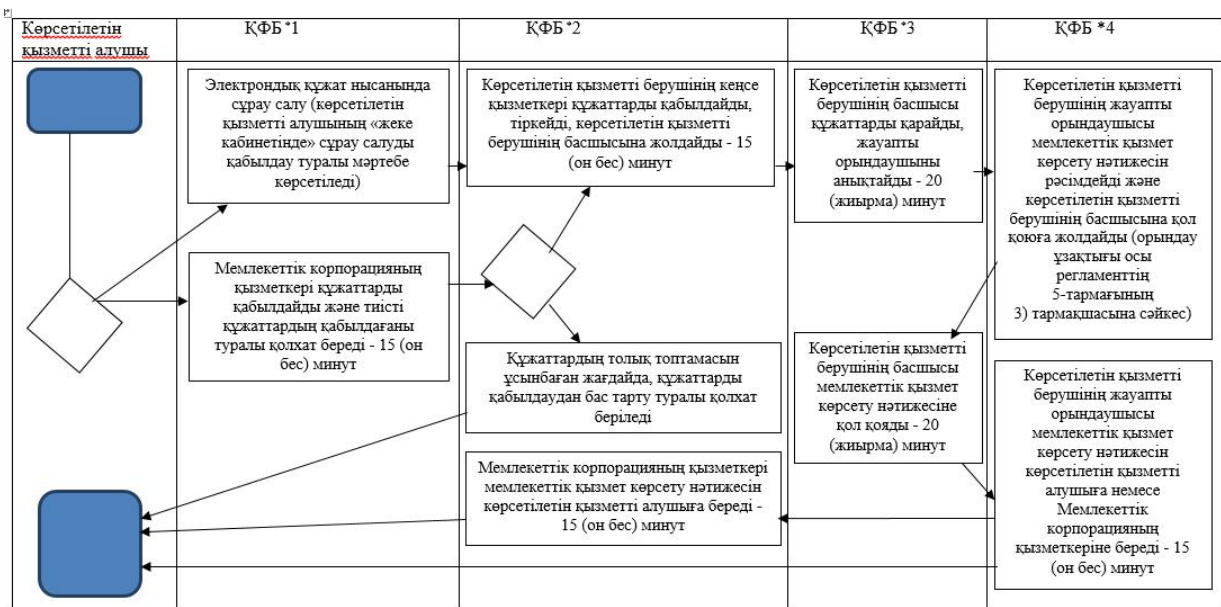 Көрсетілетін
қызметті алушы
ҚФБ *1
ҚФБ *2
ҚФБ *3
ҚФБ *4
Электрондық құжат нысанында
сұрау салу (көрсетілетін
қызметті алушының «жеке
кабинетінде» сұрау салуды
қабылдау туралы мәртебе
көрсетіледі)
Көрсетілетін қызметті берушінің кеңсе
қызметкері құжаттарды қабылдайды,
тіркейді, көрсетілетін қызметті
берушінің басшысына жолдайды - 15
(он бес) минут
Көрсетілетін қызметті
берушінің басшысы
құжаттарды қарайды,
жауапты
орындаушыны
анықтайды - 20
(жиырма) минут
Көрсетілетін қызметті
берушінің жауапты
орындаушысы
мемлекеттік қызмет
көрсету нәтижесін
рәсімдейді және
көрсетілетін қызметті
берушінің басшысына қол
қоюға жолдайды (орындау
ұзақтығы осы
регламенттің
5-тармағының
3) тармақшасына сәйкес)
Мемлекеттік корпорацияның
қызметкері құжаттарды
қабылдайды және тиісті
құжаттардың қабылдағаны
туралы қолхат береді - 15 (он
бес) минут
Құжаттардың толық топтамасын
ұсынбаған жағдайда, құжаттарды
қабылдаудан бас тарту туралы қолхат
беріледі
Көрсетілетін қызметті
берушінің басшысы
мемлекеттік қызмет
көрсету нәтижесіне
қол қояды - 20
(жиырма) минут
Көрсетілетін қызметті
берушінің жауапты
орындаушысы
мемлекеттік қызмет
көрсету нәтижесін
көрсетілетін қызметті
алушыға немесе
Мемлекеттік
корпорацияның
қызметкеріне береді - 15
(он бес) минут
Мемлекеттік корпорацияның қызметкері
мемлекеттік қызмет көрсету нәтижесін
көрсетілетін қызметті алушыға береді -
15 (он бес) минут